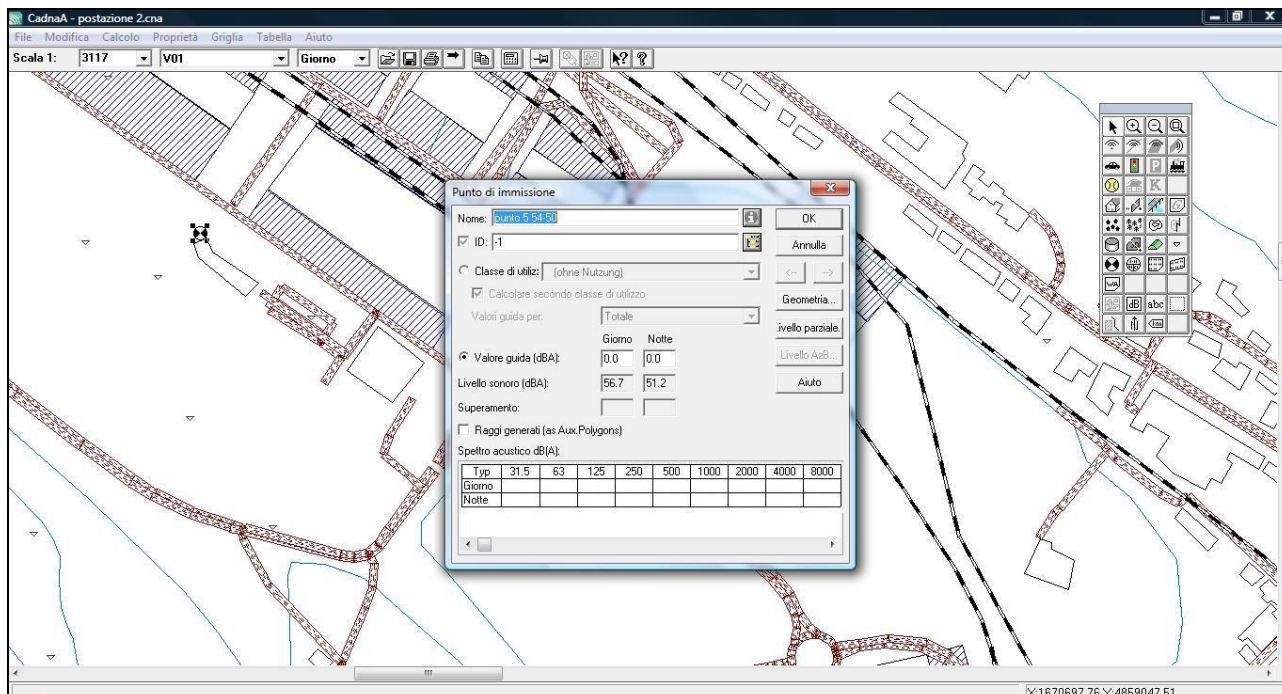 CadnaA - postazione 2.cna
File Modifica Calcolo Proprietà Griglia Tabella Aiuto
Scala 1: 3117 V01 Giorno
Punto di immissione
Nome: punto 5 54-50 OK
ID: -1 Annulla
Classe di utiliz: (ohne Nutzung) <-- -->
Calcolare secondo classe di utilizzo Geometria...
Valori guida per: Totale ivello parziale.
Giorno Notte
Valore guida (dBA): 0.0 0.0 Livello AzB...
Livello sonoro (dBA): 56.7 51.2 Aiuto
Superamento:
Raggi generati (as Aux.Polygons)
Spettro acustico dB(A):
Typ 31.5 63 125 250 500 1000 2000 4000 8000
Giorno
Notte
P
K
WA
dB abc
X:1670697.76 Y:4859047.51